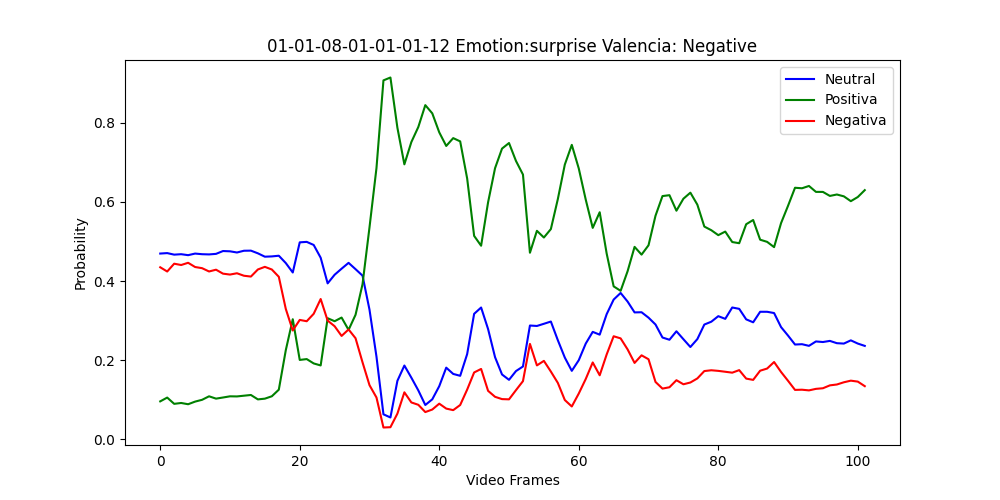 01-01-08-01-01-01-12 Emotion:surprise Valencia: Negative
Neutral
Positiva
Negativa
Probability
0.8
0.6
0.4
0.2
0.0
0 20 40 60 80 100
Video Frames